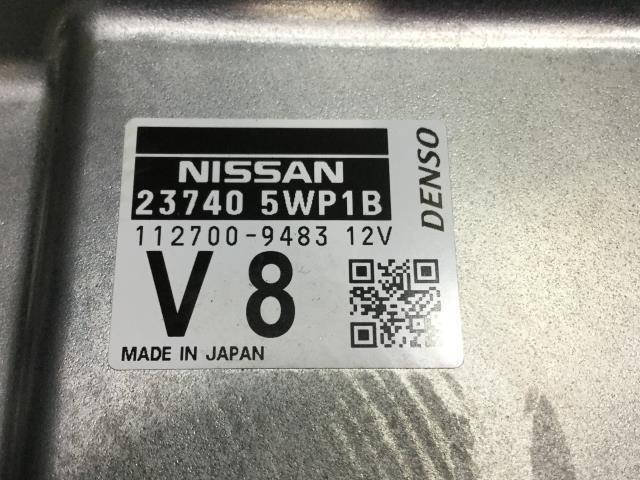 NISSAN
23740 5WP1B
112700-9483 12V
V 8
MADE IN JAPAN
DENSO